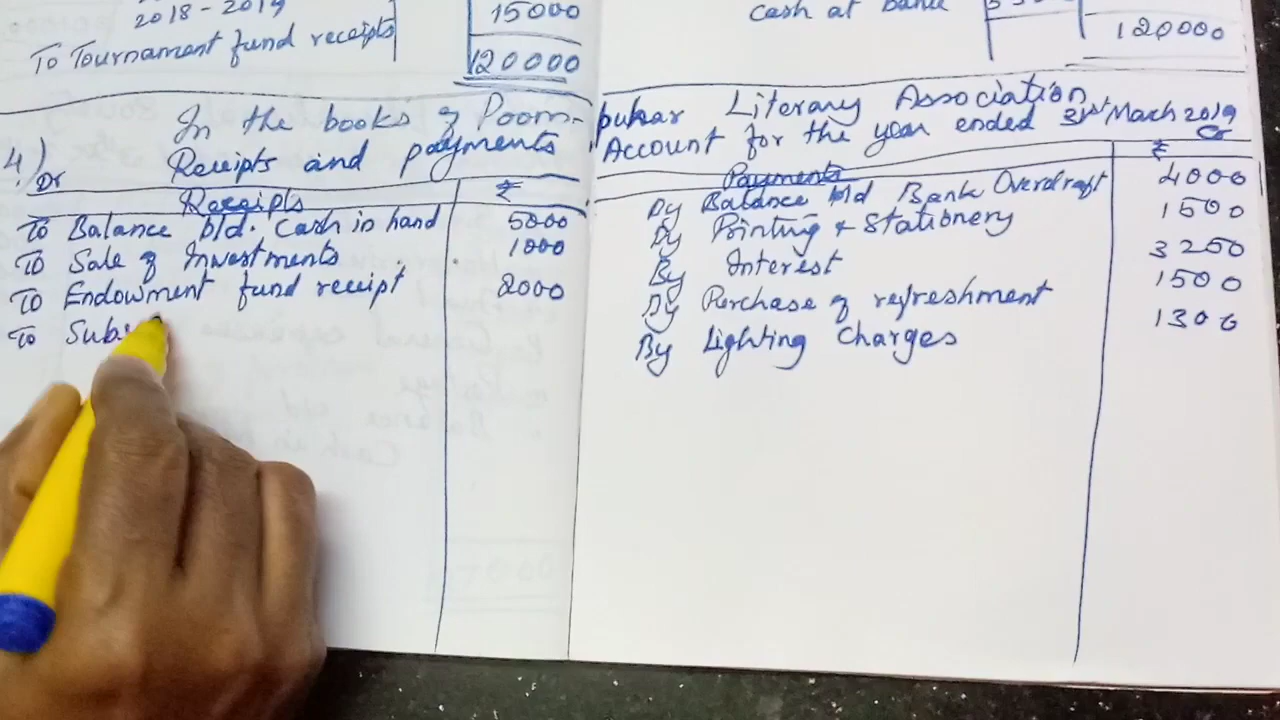 2018-2019
15000
To Tournament fund receipts
120000
cash at bank
120000
4.) In the books of Poom-puhar Literary Association
Receipts and payments Account for the year ended 31st March 2019
Dr Cr
Receipts ₹ Payments ₹
To Balance b/d. Cash in hand 5000 By Balance b/d Bank Overdraft 4000
To Sale of Investments 1000 By Printing & Stationery 1500
To Endowment fund receipt 2000 By Interest 3250
To Subs By Purchase of refreshment 1500
By Lighting Charges 1300